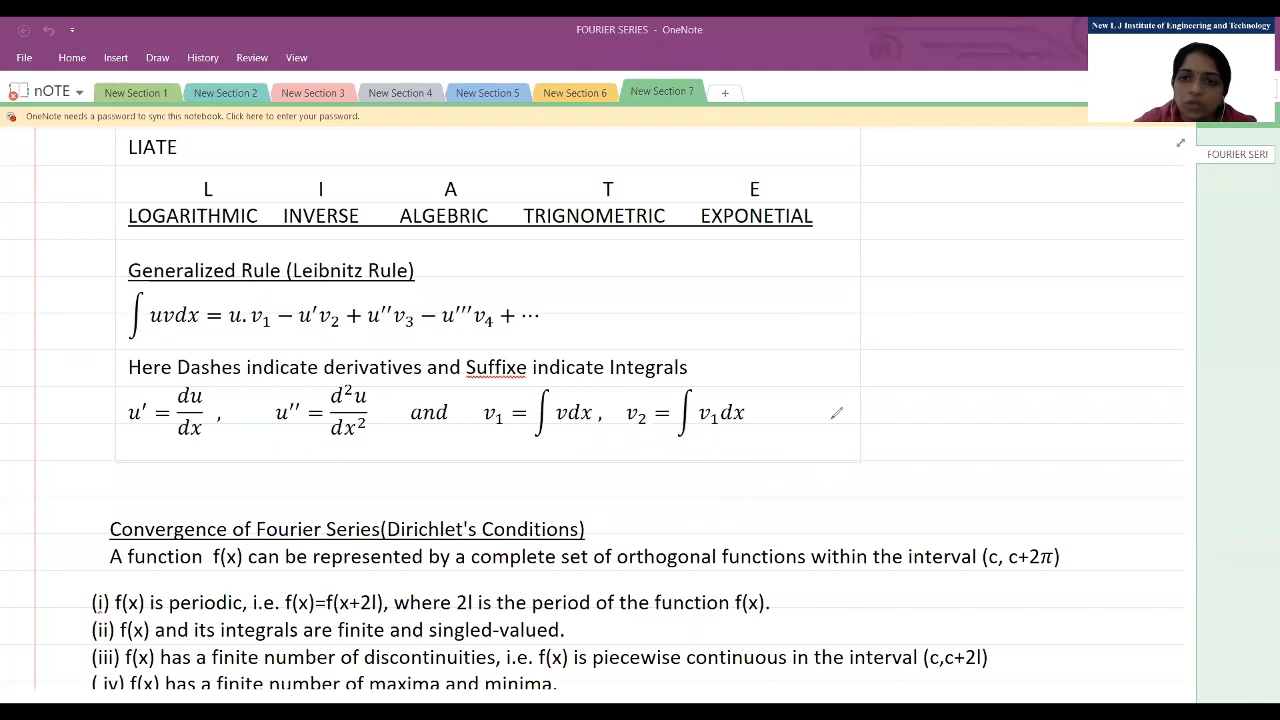 FOURIER SERIES - OneNote
New L J Institute of Engineering and Technology
File Home Insert Draw History Review View
nOTE New Section 1 New Section 2 New Section 3 New Section 4 New Section 5 New Section 6 New Section 7 +
OneNote needs a password to sync this notebook. Click here to enter your password.
FOURIER SERI
LIATE
L I A T E
LOGARITHMIC INVERSE ALGEBRIC TRIGNOMETRIC EXPONETIAL
Generalized Rule (Leibnitz Rule)
∫ uvdx = u.v₁ − u′v₂ + u′′v₃ − u′′′v₄ + ⋯
Here Dashes indicate derivatives and Suffixe indicate Integrals
u′ = du/dx , u′′ = d²u/dx² and v₁ = ∫ vdx , v₂ = ∫ v₁dx
Convergence of Fourier Series(Dirichlet's Conditions)
A function f(x) can be represented by a complete set of orthogonal functions within the interval (c, c+2π)
(i) f(x) is periodic, i.e. f(x)=f(x+2l), where 2l is the period of the function f(x).
(ii) f(x) and its integrals are finite and singled-valued.
(iii) f(x) has a finite number of discontinuities, i.e. f(x) is piecewise continuous in the interval (c,c+2l)
( iv) f(x) has a finite number of maxima and minima.